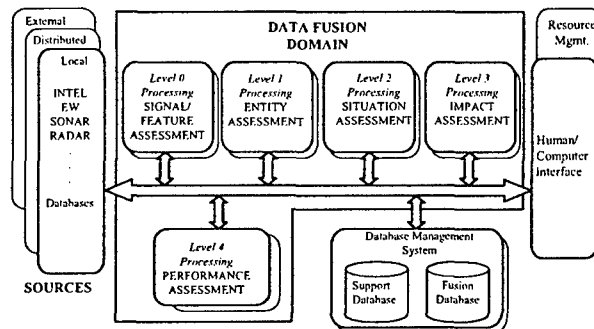 External
Distributed
Local
INTEL
EW
SONAR
RADAR
.
.
.
Databases
SOURCES
DATA FUSION
DOMAIN
Level 0
Processing
SIGNAL/
FEATURE
ASSESSMENT
Level 1
Processing
ENTITY
ASSESSMENT
Level 2
Processing
SITUATION
ASSESSMENT
Level 3
Processing
IMPACT
ASSESSMENT
Level 4
Processing
PERFORMANCE
ASSESSMENT
Database Management
System
Support
Database
Fusion
Database
Resource
Mgmt.
Human/
Computer
Interface